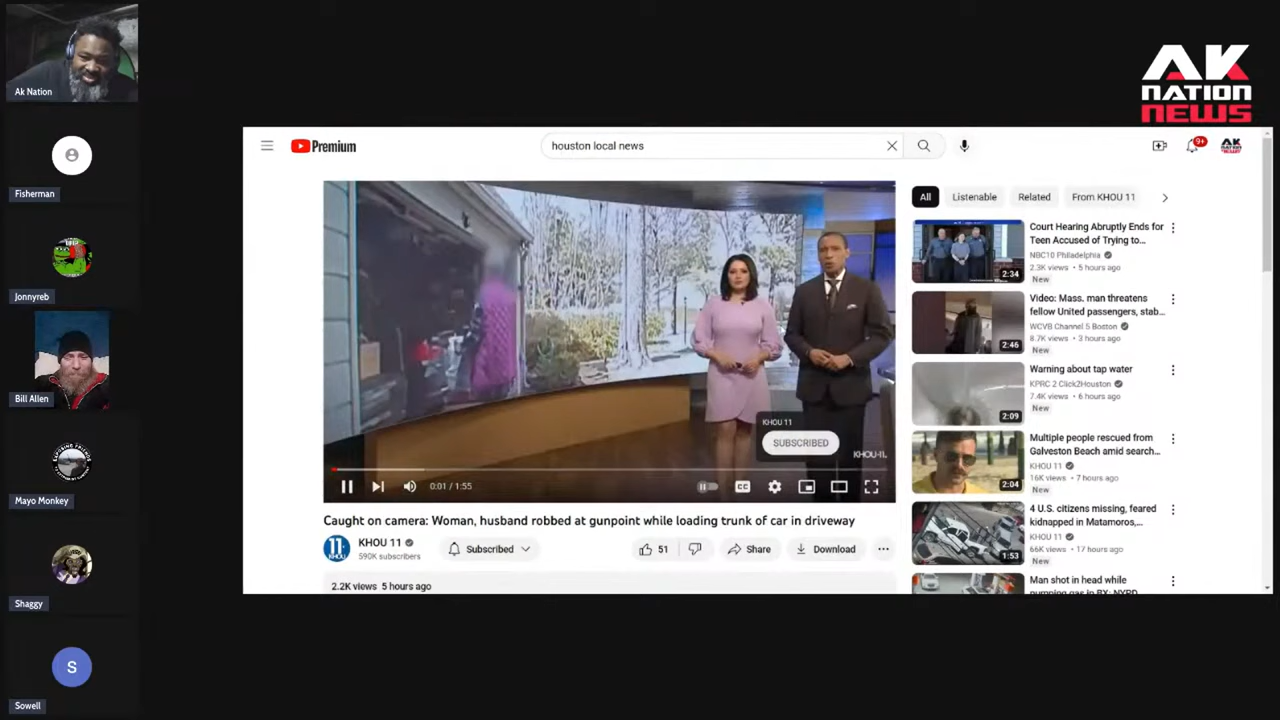 Ak Nation
Fisherman
Jonnyreb
Bill Allen
Mayo Monkey
Shaggy
S
Sowell
AK
NATION
NEWS
Premium
houston local news
9+
KHOU 11
SUBSCRIBED
KHOU-11.
0:01 / 1:55
CC
Caught on camera: Woman, husband robbed at gunpoint while loading trunk of car in driveway
11
KHOU
KHOU 11
590K subscribers
Subscribed
51
Share
Download
2.2K views 5 hours ago
All
Listenable
Related
From KHOU 11
2:34
Court Hearing Abruptly Ends for
Teen Accused of Trying to...
NBC10 Philadelphia
2.3K views • 5 hours ago
New
2:46
Video: Mass. man threatens
fellow United passengers, stab...
WCVB Channel 5 Boston
8.7K views • 3 hours ago
New
2:09
Warning about tap water
KPRC 2 Click2Houston
7.4K views • 6 hours ago
New
2:04
Multiple people rescued from
Galveston Beach amid search...
KHOU 11
16K views • 7 hours ago
New
1:53
4 U.S. citizens missing, feared
kidnapped in Matamoros,...
KHOU 11
66K views • 17 hours ago
New
Man shot in head while
pumping gas in BX: NYPD